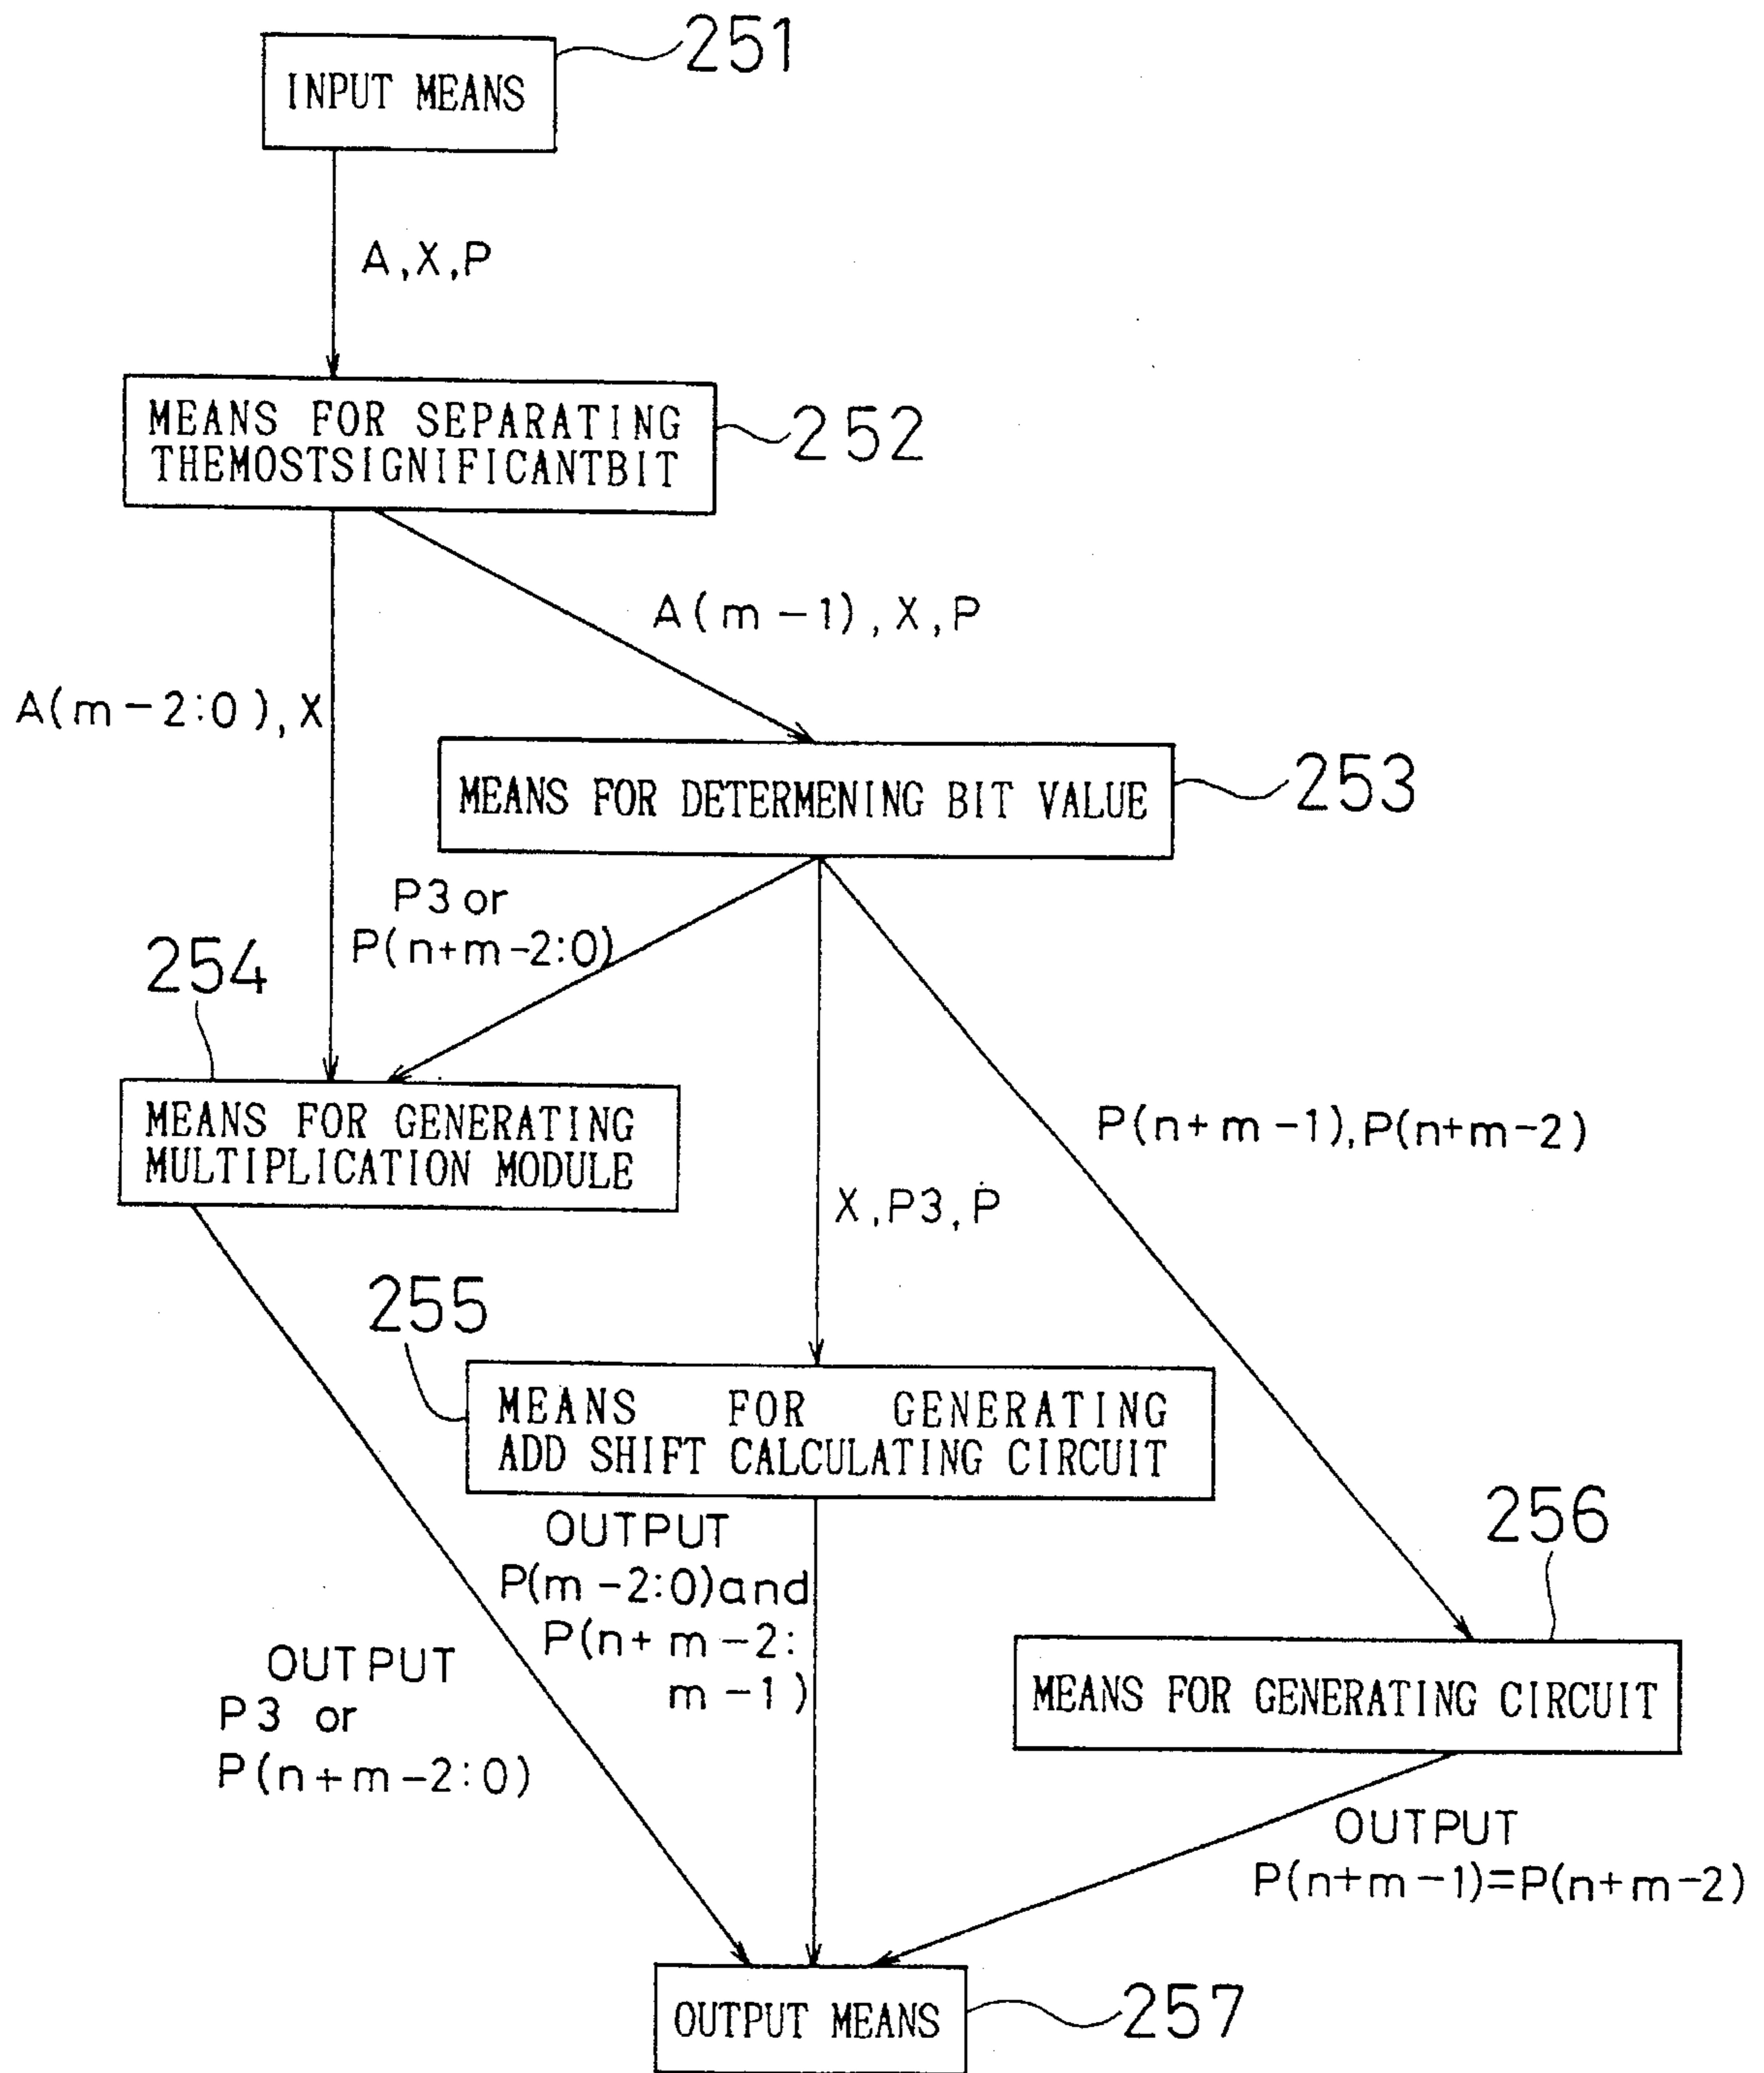 251
INPUT MEANS
A,X,P
MEANS FOR SEPARATING
THEMOSTSIGNIFICANTBIT
252
A(m-1),X,P
A(m-2:0),X
MEANS FOR DETERMENING BIT VALUE
253
P3 or
P(n+m-2:0)
254
MEANS FOR GENERATING
MULTIPLICATION MODULE
P(n+m-1),P(n+m-2)
X,P3,P
255
MEANS FOR GENERATING
ADD SHIFT CALCULATING CIRCUIT
256
OUTPUT
P(m-2:0)and
P(n+m-2:
m-1)
OUTPUT
P3 or
P(n+m-2:0)
MEANS FOR GENERATING CIRCUIT
OUTPUT
P(n+m-1)=P(n+m-2)
OUTPUT MEANS
257